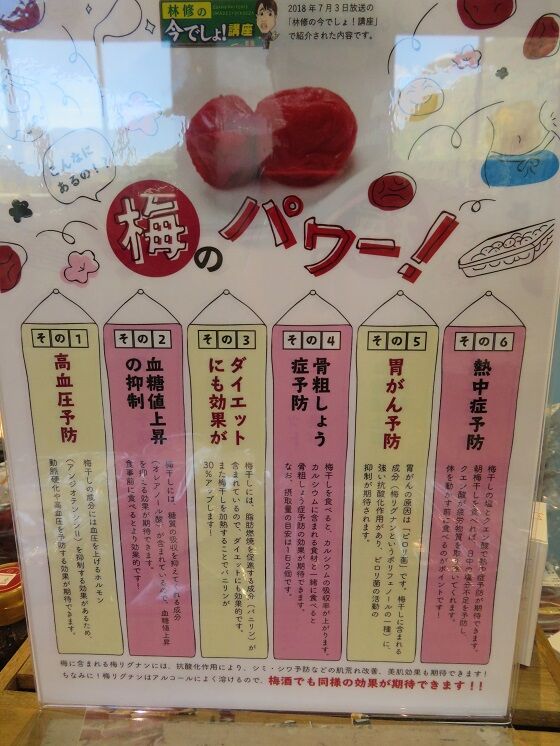 林修の
今でしょ!講座
2018年7月3日放送の
「林修の今でしょ!講座」
で紹介された内容です。
こんなに
あるの!?
梅のパワー!
その1
高血圧予防
梅干しの成分には血圧を上げるホルモン
(アンジオテンシンⅡ)を抑制する効果があるため、
動脈硬化や高血圧を予防する効果が期待できます。
その2
血糖値上昇
の抑制
梅干しには、糖質の吸収を抑えてくれる成分
(オレアノール酸)が含まれているため、血糖値上昇
を抑える効果が期待できます。
食事前に食べるとより効果的です!
その3
ダイエット
にも効果が
梅干しには、脂肪燃焼を促進する成分(バニリン)が
含まれているので、ダイエットにも効果的です。
また梅干しを加熱することでバニリンが
30%アップします!
その4
骨粗しょう
症予防
梅干しを食べると、カルシウムの吸収率が上がります。
カルシウムに含まれる食材と一緒に食べると
骨粗しょう症予防の効果が期待できます。
なお、摂取量の目安は1日2個です。
その5
胃がん予防
胃がんの原因は「ピロリ菌」です。梅干しに含まれる
成分(梅リグナンというポリフェノールの一種)に、
強い抗酸化作用があり、ピロリ菌の活動の
抑制が期待されます。
その6
熱中症予防
梅干しの塩とクエン酸で熱中症予防が期待できます。
朝梅干しを食べれば、日中の塩分不足を予防し、
クエン酸が疲労物質を取り除いてくれます。
体を動かす前に食べるのがポイントです!
梅に含まれる梅リグナンには、抗酸化作用により、シミ・シワ予防などの肌荒れ改善、美肌効果も期待できます!
ちなみに!梅リグナンはアルコールによく溶けるので、梅酒でも同様の効果が期待できます!!